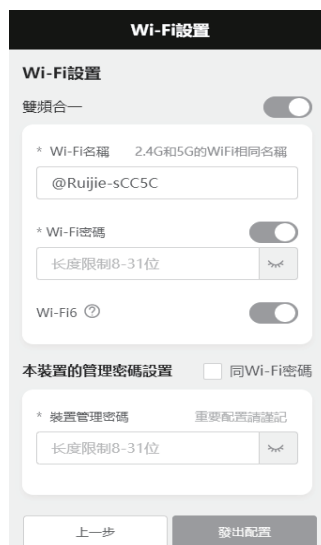 Wi-Fi設置
Wi-Fi設置
雙頻合一
* Wi-Fi名稱 2.4G和5G的WiFi相同名稱
@Ruijie-sCC5C
* Wi-Fi密碼
长度限制8-31位
Wi-Fi6 ?
本裝置的管理密碼設置 同Wi-Fi密碼
* 裝置管理密碼 重要配置請謹記
长度限制8-31位
上一步 發出配置